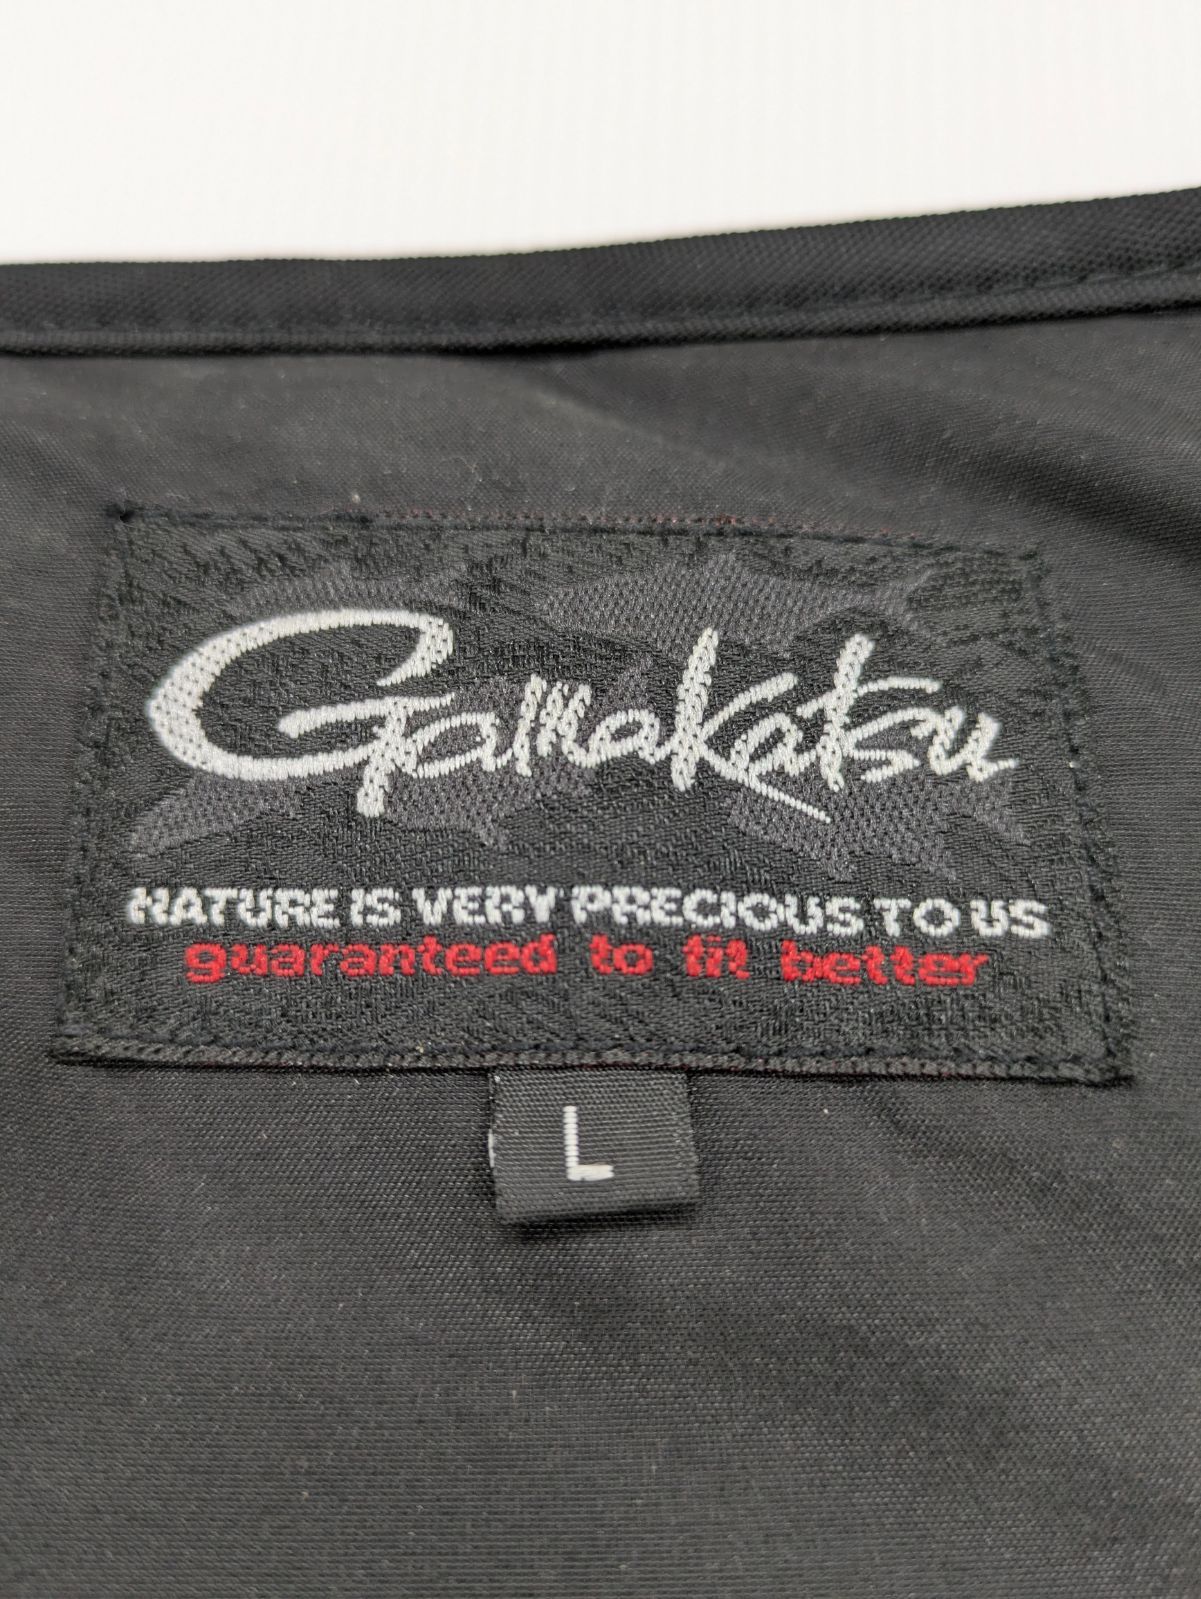 Gamakatsu
NATURE IS VERY PRECIOUS TO US
guaranteed to fit better
L